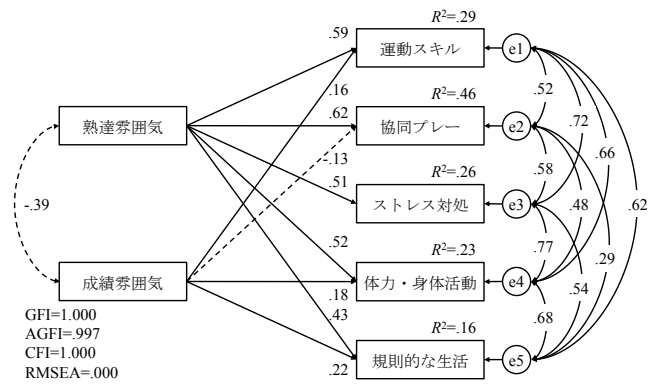 R²=.29
.59
運動スキル
e1
.16
.52
R²=.46
.62
.72
熟達雰囲気
協同プレー
e2
-.13
.66
.58
R²=.26
.51
-.39
ストレス対処
e3
.48
.62
.52
R²=.23
.77
.29
成績雰囲気
体力・身体活動
e4
.54
.18
GFI=1.000
.43
.68
AGFI=.997
R²=.16
CFI=1.000
規則的な生活
e5
RMSEA=.000
.22